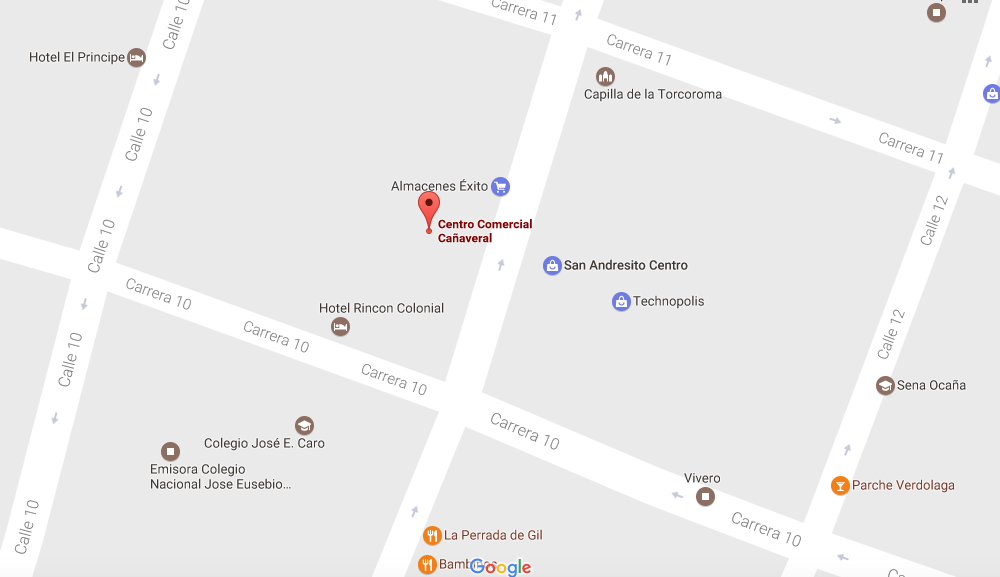 Carrera 11
Calle 10
Carrera 11
Hotel El Principe
Capilla de la Torcoroma
Calle 10
Carrera 11
Almacenes Éxito
Centro Comercial
Cañaveral
Calle 12
Calle 10
San Andresito Centro
Carrera 10
Technopolis
Hotel Rincon Colonial
Carrera 10
Calle 12
Calle 10
Carrera 10
Sena Ocaña
Carrera 10
Colegio José E. Caro
Emisora Colegio
Nacional Jose Eusebio...
Vivero
Parche Verdolaga
Calle 10
Carrera 10
La Perrada de Gil
Google